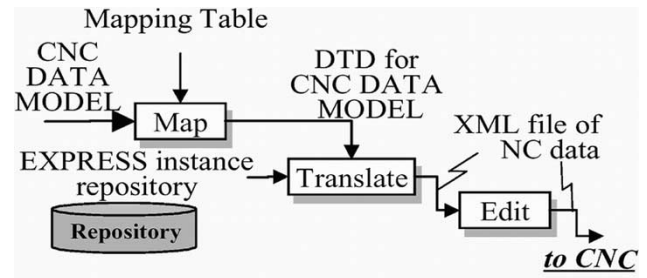 Mapping Table
CNC
DATA
MODEL
Map
DTD for
CNC DATA
MODEL
EXPRESS instance
repository
Repository
Translate
XML file of
NC data
Edit
to CNC